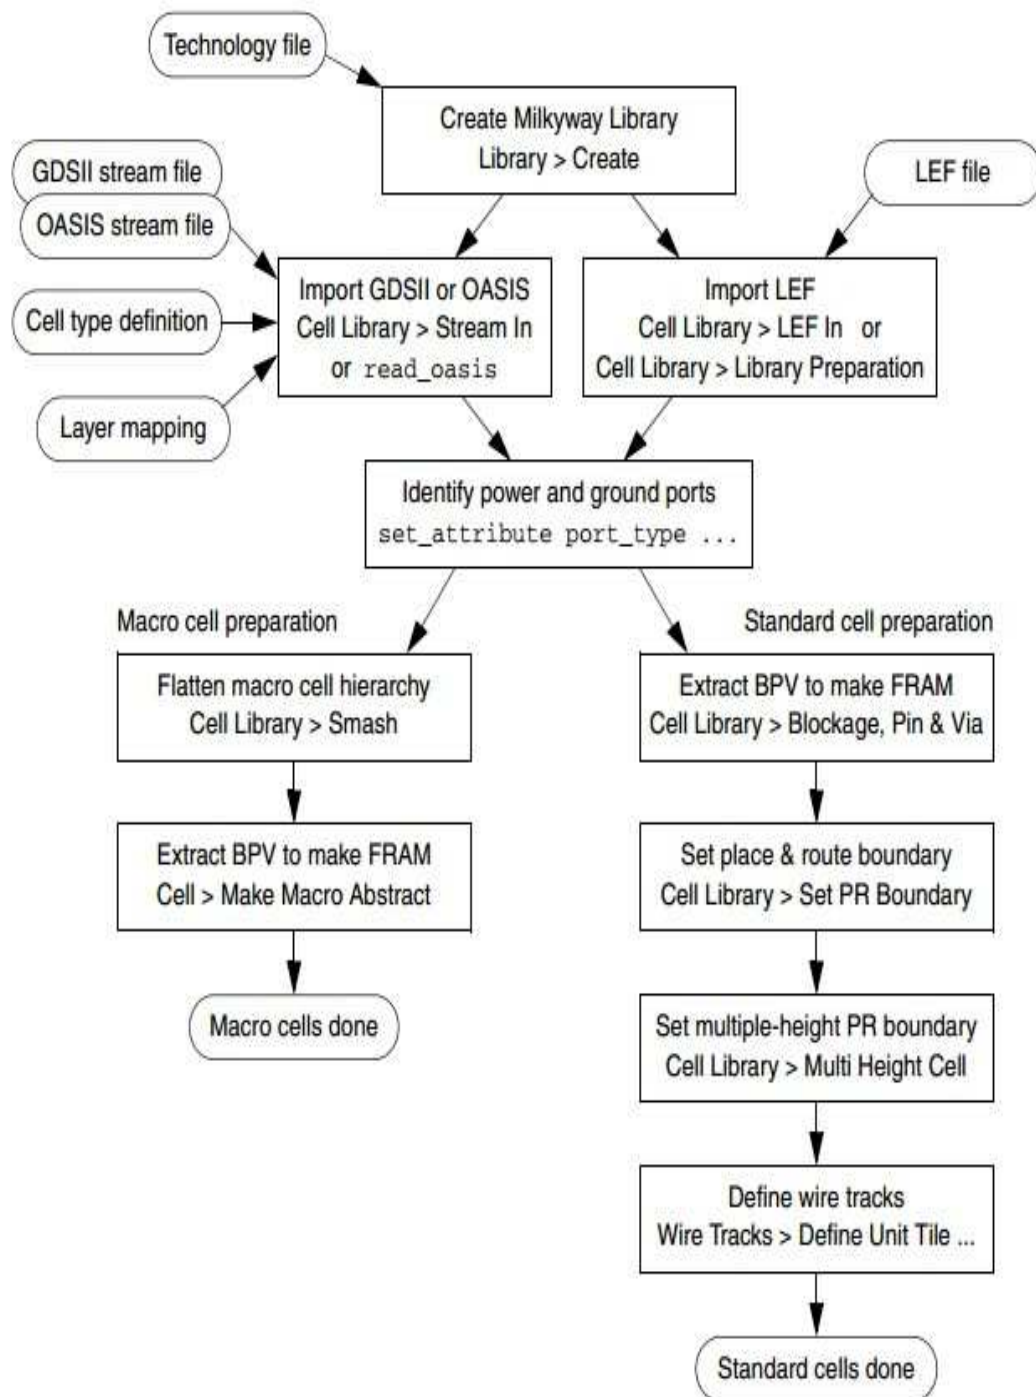 Technology file
Create Milkyway Library
Library > Create
GDSII stream file
OASIS stream file
LEF file
Import GDSII or OASIS
Cell Library > Stream In
or read_oasis
Import LEF
Cell Library > LEF In or
Cell Library > Library Preparation
Cell type definition
Layer mapping
Identify power and ground ports
set_attribute port_type ...
Macro cell preparation
Standard cell preparation
Flatten macro cell hierarchy
Cell Library > Smash
Extract BPV to make FRAM
Cell Library > Blockage, Pin & Via
Extract BPV to make FRAM
Cell > Make Macro Abstract
Set place & route boundary
Cell Library > Set PR Boundary
Macro cells done
Set multiple-height PR boundary
Cell Library > Multi Height Cell
Define wire tracks
Wire Tracks > Define Unit Tile ...
Standard cells done